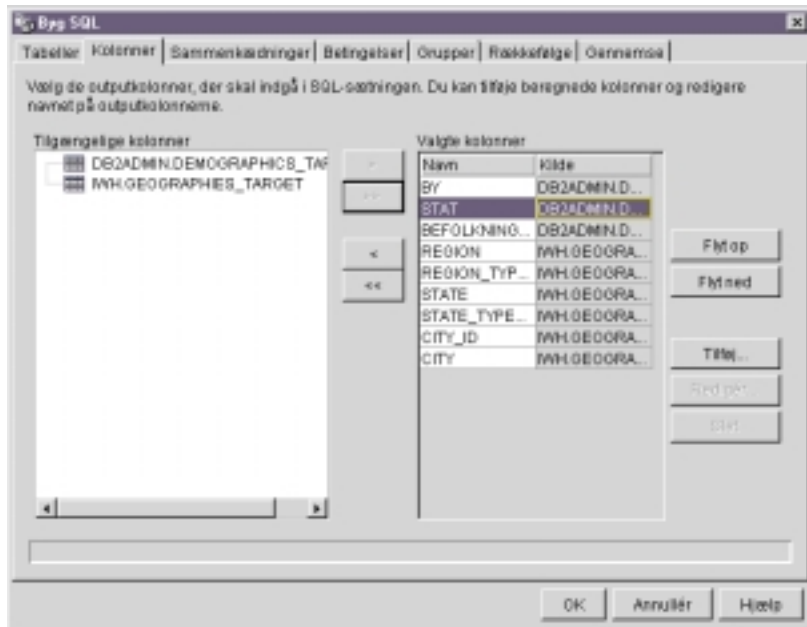 Byg SQL
Tabeller Kolonner Sammenkædninger Betingelser Grupper Rækkefølge Gennemse
Vælg de outputkolonner, der skal indgå i SQL-sætningen. Du kan tilføje beregnede kolonner og redigere
navnet på outputkolonnerne.
Tilgængelige kolonner
DB2ADMIN.DEMOGRAPHICS_TAR
IWH.GEOGRAPHIES_TARGET
>
>>
<
<<
Valgte kolonner
Navn Kilde
BY DB2ADMIN.D...
STAT DB2ADMIN.D...
BEFOLKNING... DB2ADMIN.D...
REGION IWH.GEOGRA...
REGION_TYP... IWH.GEOGRA...
STATE IWH.GEOGRA...
STATE_TYPE... IWH.GEOGRA...
CITY_ID IWH.GEOGRA...
CITY IWH.GEOGRA...
Flyt op
Flyt ned
Tilføj...
Redigér...
Slet
OK Annullér Hjælp